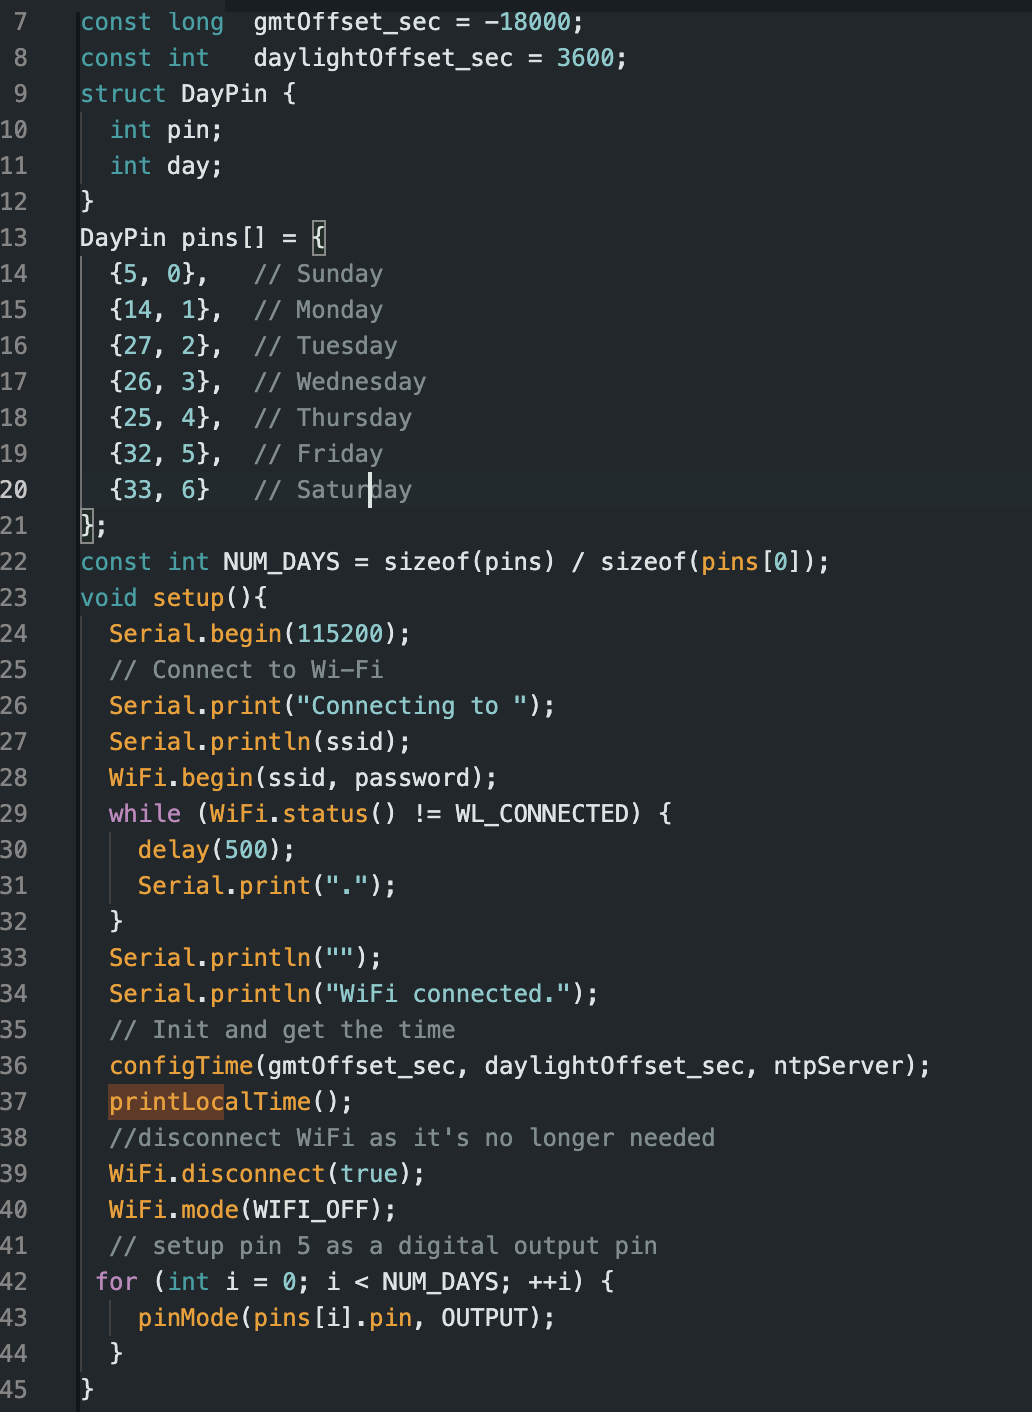 7 const long  gmtOffset_sec = -18000;
8 const int   daylightOffset_sec = 3600;
9 struct DayPin {
10   int pin;
11   int day;
12 }
13 DayPin pins[] = {
14   {5, 0},   // Sunday
15   {14, 1},  // Monday
16   {27, 2},  // Tuesday
17   {26, 3},  // Wednesday
18   {25, 4},  // Thursday
19   {32, 5},  // Friday
20   {33, 6}   // Saturday
21 };
22 const int NUM_DAYS = sizeof(pins) / sizeof(pins[0]);
23 void setup(){
24   Serial.begin(115200);
25   // Connect to Wi-Fi
26   Serial.print("Connecting to ");
27   Serial.println(ssid);
28   WiFi.begin(ssid, password);
29   while (WiFi.status() != WL_CONNECTED) {
30     delay(500);
31     Serial.print(".");
32   }
33   Serial.println("");
34   Serial.println("WiFi connected.");
35   // Init and get the time
36   configTime(gmtOffset_sec, daylightOffset_sec, ntpServer);
37   printLocalTime();
38   //disconnect WiFi as it's no longer needed
39   WiFi.disconnect(true);
40   WiFi.mode(WIFI_OFF);
41   // setup pin 5 as a digital output pin
42  for (int i = 0; i < NUM_DAYS; ++i) {
43     pinMode(pins[i].pin, OUTPUT);
44   }
45 }